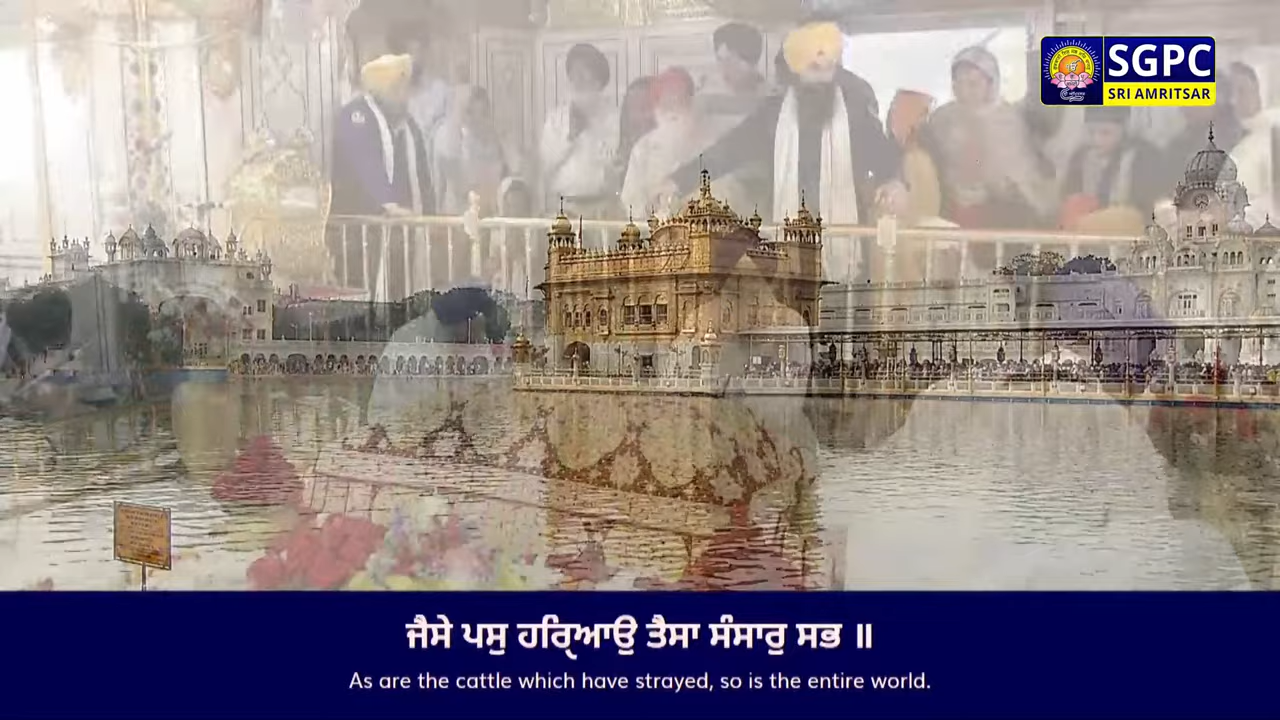 SGPC
SRI AMRITSAR
ਜੈਸੇ ਪਸੁ ਹਰ੍ਹਿਆਉ ਤੈਸਾ ਸੰਸਾਰੁ ਸਭ ॥
As are the cattle which have strayed, so is the entire world.